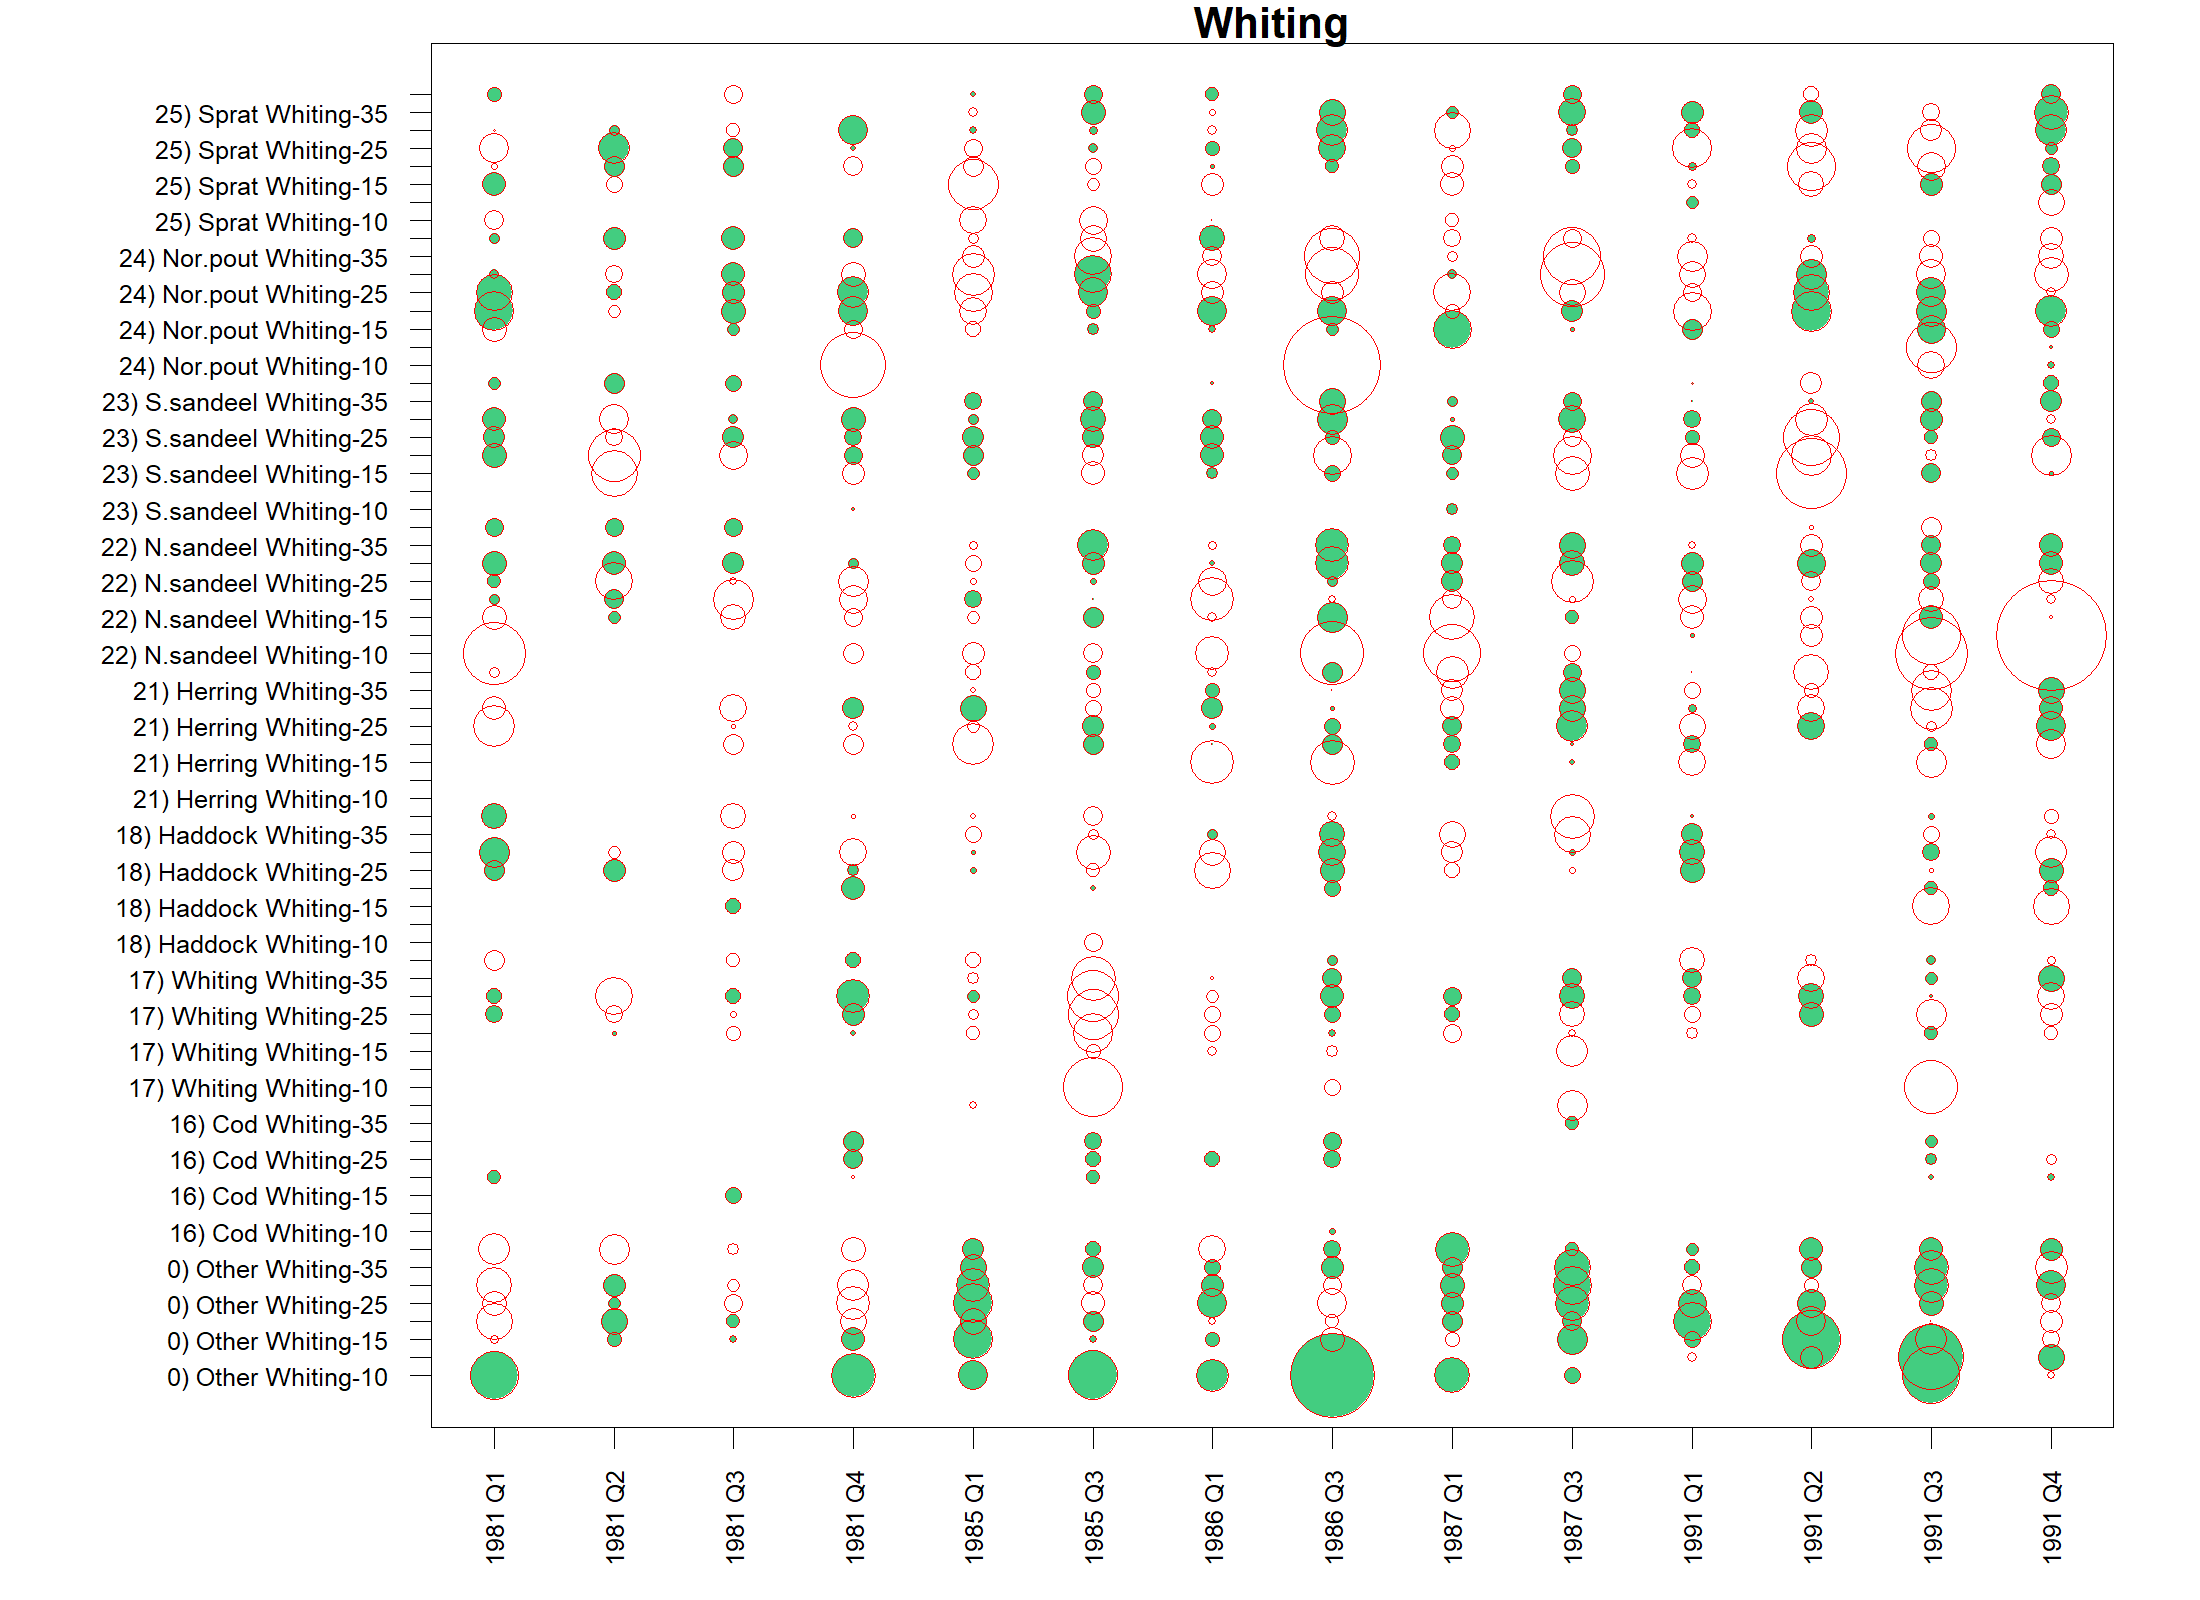 Whiting
25) Sprat Whiting-35
25) Sprat Whiting-25
25) Sprat Whiting-15
25) Sprat Whiting-10
24) Nor.pout Whiting-35
24) Nor.pout Whiting-25
24) Nor.pout Whiting-15
24) Nor.pout Whiting-10
23) S.sandeel Whiting-35
23) S.sandeel Whiting-25
23) S.sandeel Whiting-15
23) S.sandeel Whiting-10
22) N.sandeel Whiting-35
22) N.sandeel Whiting-25
22) N.sandeel Whiting-15
22) N.sandeel Whiting-10
21) Herring Whiting-35
21) Herring Whiting-25
21) Herring Whiting-15
21) Herring Whiting-10
18) Haddock Whiting-35
18) Haddock Whiting-25
18) Haddock Whiting-15
18) Haddock Whiting-10
17) Whiting Whiting-35
17) Whiting Whiting-25
17) Whiting Whiting-15
17) Whiting Whiting-10
16) Cod Whiting-35
16) Cod Whiting-25
16) Cod Whiting-15
16) Cod Whiting-10
0) Other Whiting-35
0) Other Whiting-25
0) Other Whiting-15
0) Other Whiting-10
1981 Q1
1981 Q2
1981 Q3
1981 Q4
1985 Q1
1985 Q3
1986 Q1
1986 Q3
1987 Q1
1987 Q3
1991 Q1
1991 Q2
1991 Q3
1991 Q4